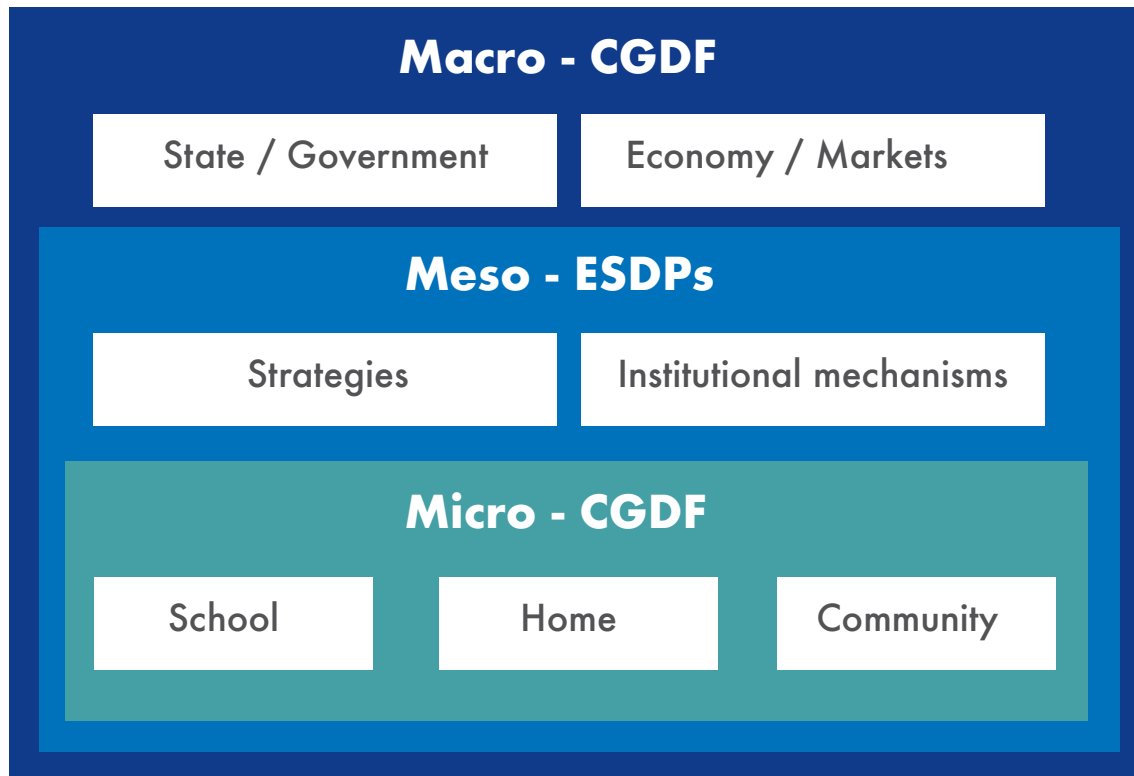 Macro - CGDF
State / Government
Economy / Markets
Meso - ESDPs
Strategies
Institutional mechanisms
Micro - CGDF
School
Home
Community